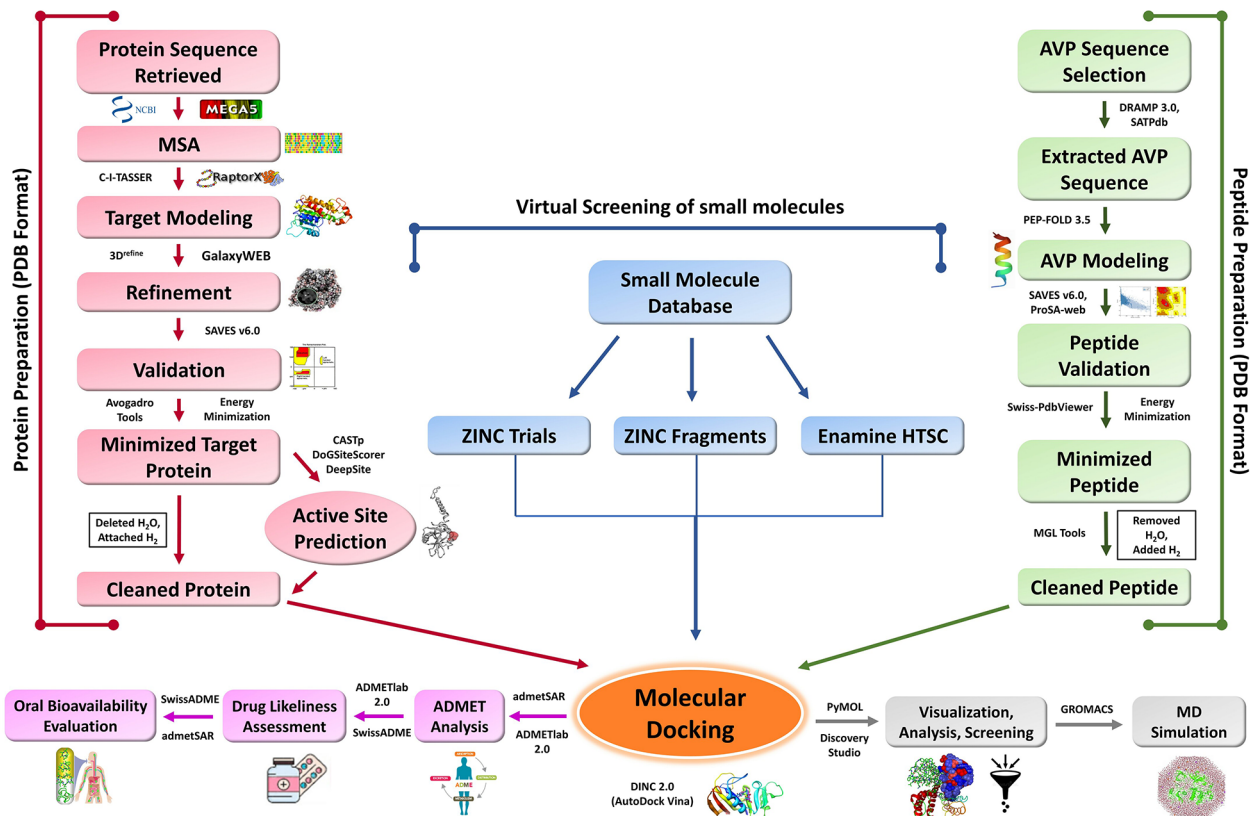 Protein Preparation (PDB Format)
Protein Sequence
Retrieved
NCBI
MEGA5
MSA
C-I-TASSER
RaptorX
Target Modeling
3Drefine
GalaxyWEB
Refinement
SAVES v6.0
Validation
Avogadro
Tools
Energy
Minimization
Minimized Target
Protein
CASTp
DoGSiteScorer
DeepSite
Deleted H₂O,
Attached H₂
Active Site
Prediction
Cleaned Protein
Virtual Screening of small molecules
Small Molecule
Database
ZINC Trials
ZINC Fragments
Enamine HTSC
Peptide Preparation (PDB Format)
AVP Sequence
Selection
DRAMP 3.0,
SATPdb
Extracted AVP
Sequence
PEP-FOLD 3.5
AVP Modeling
SAVES v6.0,
ProSA-web
Peptide
Validation
Swiss-PdbViewer
Energy
Minimization
Minimized
Peptide
MGL Tools
Removed
H₂O,
Added H₂
Cleaned Peptide
Molecular
Docking
DINC 2.0
(AutoDock Vina)
admetSAR
ADMETlab
2.0
ADMET
Analysis
ADME
ADMETlab
2.0
SwissADME
Drug Likeliness
Assessment
SwissADME
admetSAR
Oral Bioavailability
Evaluation
PyMOL
Discovery
Studio
Visualization,
Analysis, Screening
GROMACS
MD
Simulation